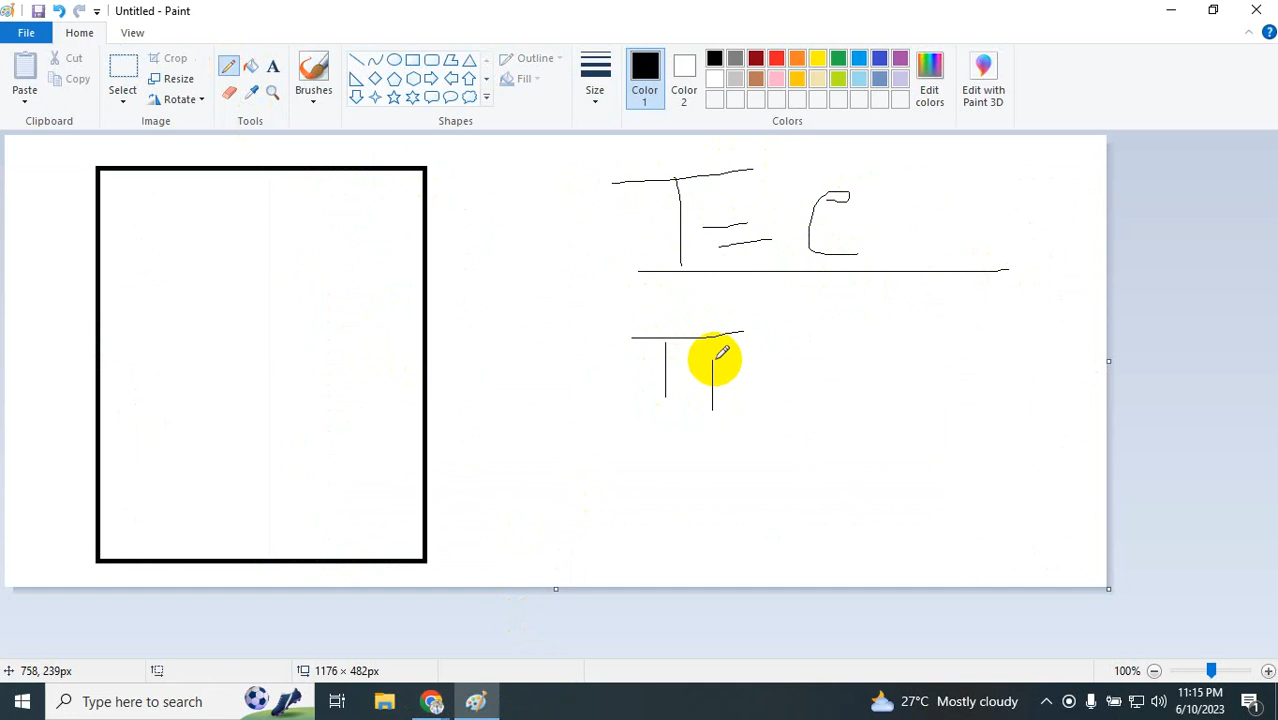 Untitled - Paint
File Home View
Paste
Cut
Copy
Clipboard
Select
Crop
Resize
Rotate
Image
Tools
Brushes
Shapes
Outline
Fill
Size
Color 1
Color 2
Colors
Edit colors
Edit with Paint 3D
T = C
758, 239px
1176 × 482px
100%
Type here to search
27°C Mostly cloudy
11:15 PM
6/10/2023
1